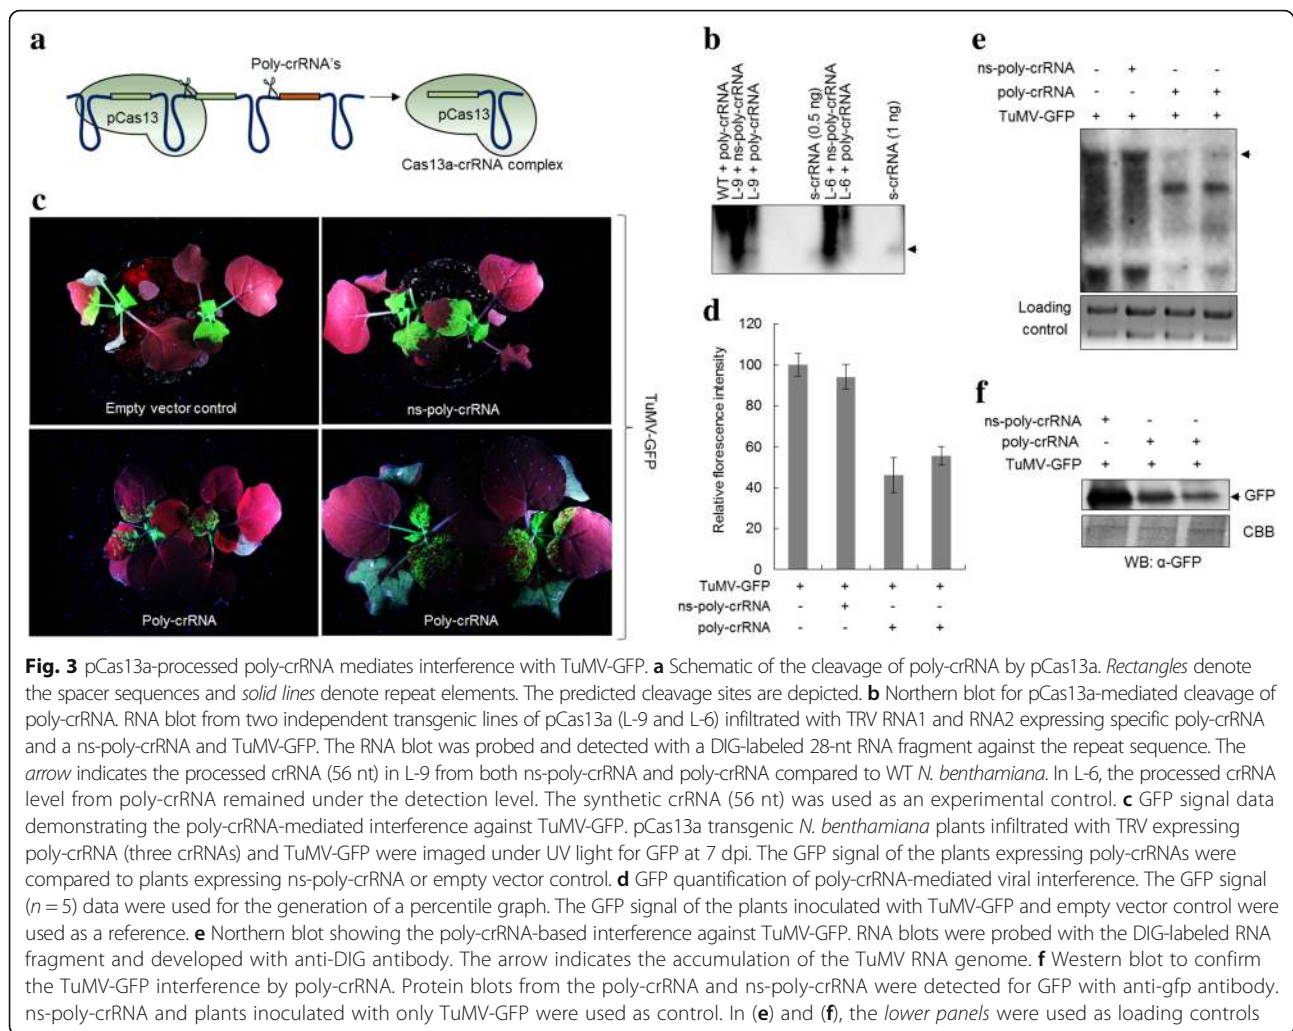 a
Poly-crRNA's
pCas13
pCas13
Cas13a-crRNA complex
b
WT + poly-crRNA
L-9 + ns-poly-crRNA
L-9 + poly-crRNA
s-crRNA (0.5 ng)
L-6 + ns-poly-crRNA
L-6 + poly-crRNA
s-crRNA (1 ng)
c
Empty vector control
ns-poly-crRNA
Poly-crRNA
Poly-crRNA
TuMV-GFP
d
Relative florescence intensity
120
100
80
60
40
20
0
TuMV-GFP + + + +
ns-poly-crRNA - + - -
poly-crRNA - - + +
e
ns-poly-crRNA - + - -
poly-crRNA - - + +
TuMV-GFP + + + +
Loading
control
f
ns-poly-crRNA + - -
poly-crRNA - + +
TuMV-GFP + + +
GFP
CBB
WB: α-GFP
Fig. 3 pCas13a-processed poly-crRNA mediates interference with TuMV-GFP. a Schematic of the cleavage of poly-crRNA by pCas13a. Rectangles denote
the spacer sequences and solid lines denote repeat elements. The predicted cleavage sites are depicted. b Northern blot for pCas13a-mediated cleavage of
poly-crRNA. RNA blot from two independent transgenic lines of pCas13a (L-9 and L-6) infiltrated with TRV RNA1 and RNA2 expressing specific poly-crRNA
and a ns-poly-crRNA and TuMV-GFP. The RNA blot was probed and detected with a DIG-labeled 28-nt RNA fragment against the repeat sequence. The
arrow indicates the processed crRNA (56 nt) in L-9 from both ns-poly-crRNA and poly-crRNA compared to WT N. benthamiana. In L-6, the processed crRNA
level from poly-crRNA remained under the detection level. The synthetic crRNA (56 nt) was used as an experimental control. c GFP signal data
demonstrating the poly-crRNA-mediated interference against TuMV-GFP. pCas13a transgenic N. benthamiana plants infiltrated with TRV expressing
poly-crRNA (three crRNAs) and TuMV-GFP were imaged under UV light for GFP at 7 dpi. The GFP signal of the plants expressing poly-crRNAs were
compared to plants expressing ns-poly-crRNA or empty vector control. d GFP quantification of poly-crRNA-mediated viral interference. The GFP signal
(n = 5) data were used for the generation of a percentile graph. The GFP signal of the plants inoculated with TuMV-GFP and empty vector control were
used as a reference. e Northern blot showing the poly-crRNA-based interference against TuMV-GFP. RNA blots were probed with the DIG-labeled RNA
fragment and developed with anti-DIG antibody. The arrow indicates the accumulation of the TuMV RNA genome. f Western blot to confirm
the TuMV-GFP interference by poly-crRNA. Protein blots from the poly-crRNA and ns-poly-crRNA were detected for GFP with anti-gfp antibody.
ns-poly-crRNA and plants inoculated with only TuMV-GFP were used as control. In (e) and (f), the lower panels were used as loading controls